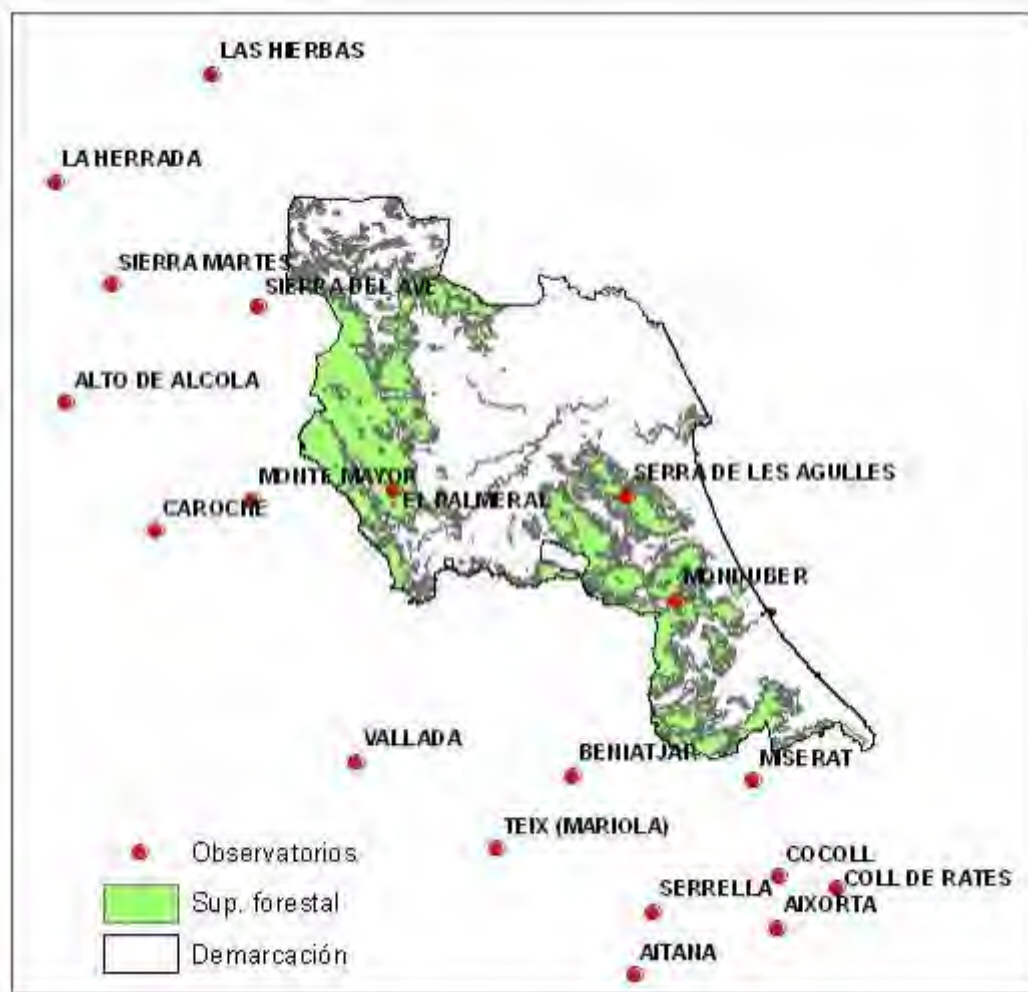 LAS HIERBAS
LA HERRADA
SIERRA MARTES
SIERRA DEL AVE
ALTO DE ALCOLA
MONTE MAYOR
SERRA DE LES AGULLES
CAROCHE
EL PALMERAL
MONDUBER
VALLADA
BENIATJAR
MISERAT
TEIX (MARIOLA)
Observatorios
COCOLL
SERRELLA
COLL DE RATES
Sup. forestal
AIXORTA
Demarcación
AITANA